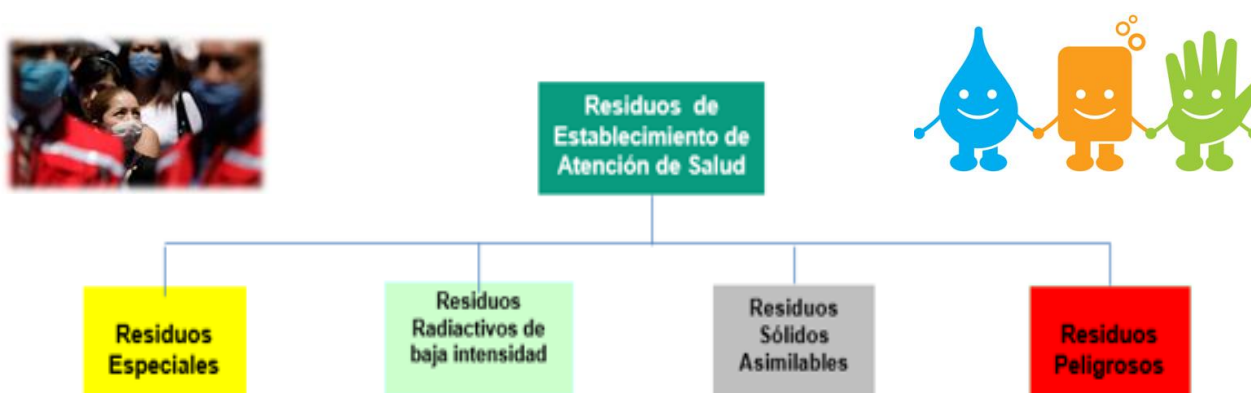 Residuos de
Establecimiento de
Atención de Salud
Residuos
Especiales
Residuos
Radiactivos de
baja intensidad
Residuos
Sólidos
Asimilables
Residuos
Peligrosos